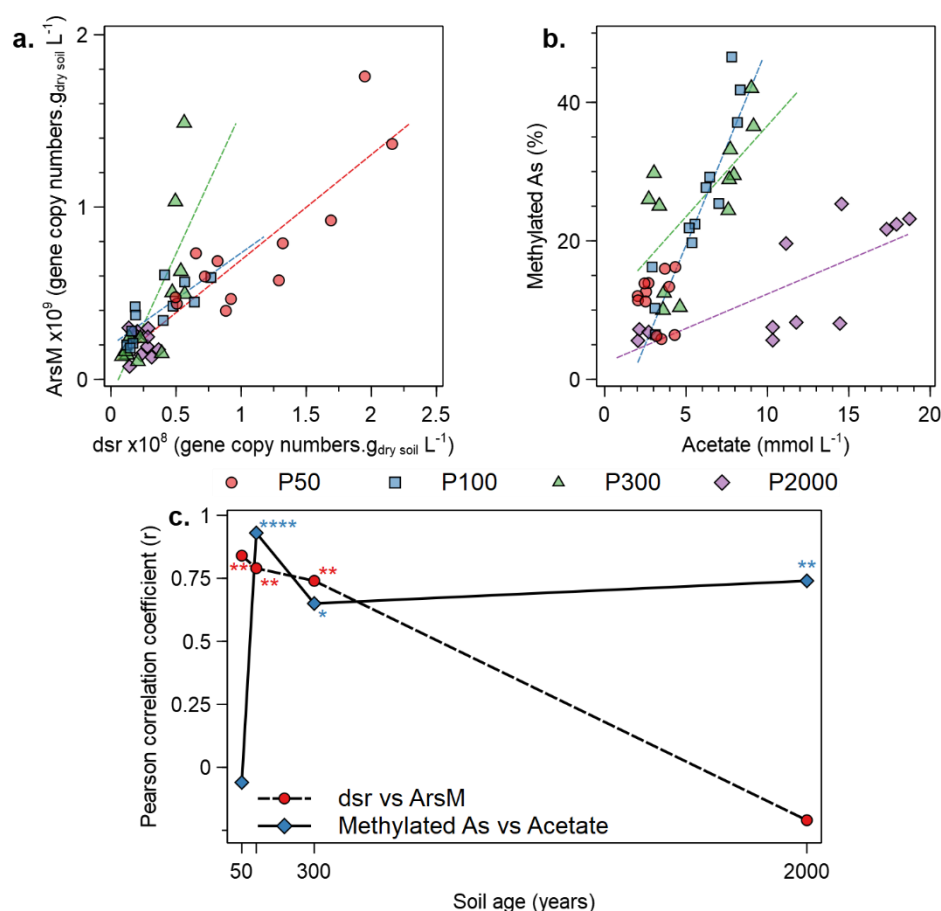 a.
ArsM x10⁹ (gene copy numbers.g_dry soil L⁻¹)
2
1
0
0
0.5
1
1.5
2
2.5
dsr x10⁸ (gene copy numbers.g_dry soil L⁻¹)
b.
Methylated As (%)
40
20
0
0
5
10
15
20
Acetate (mmol L⁻¹)
P50
P100
P300
P2000
c.
Pearson correlation coefficient (r)
1
0.75
0.5
0.25
0
****
**
**
**
*
**
dsr vs ArsM
Methylated As vs Acetate
50
300
2000
Soil age (years)